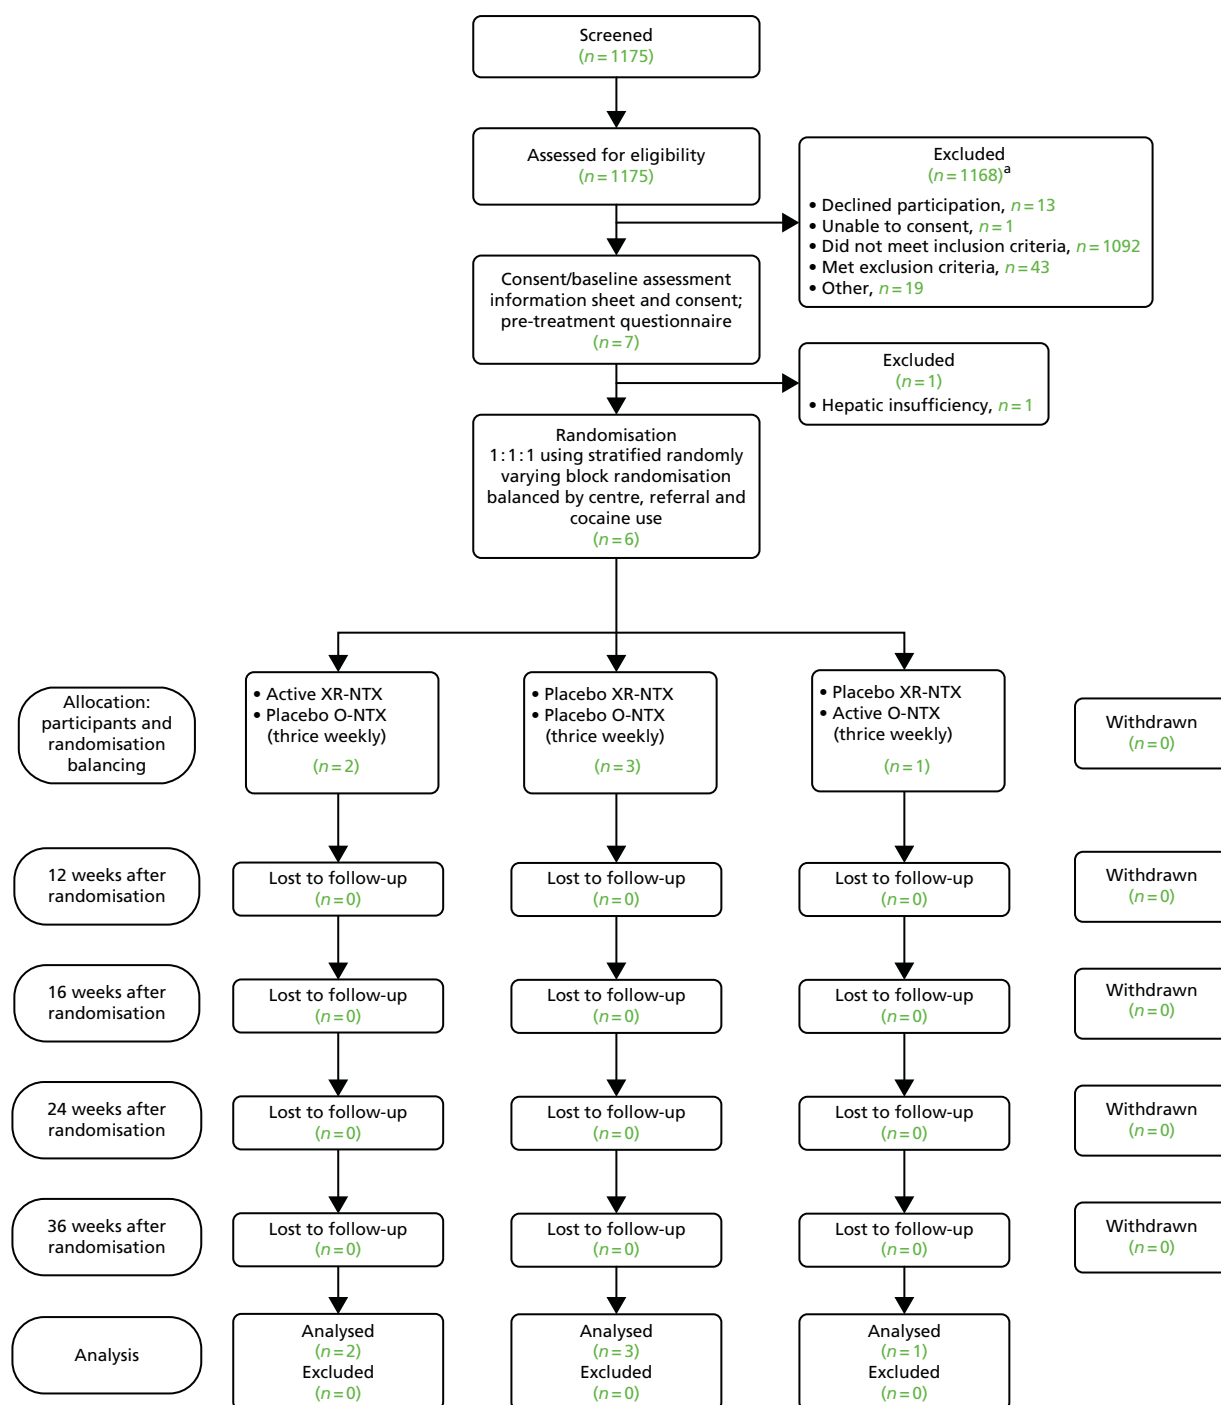 Screened
(n=1175)
Assessed for eligibility
(n=1175)
Excluded
(n=1168)a
• Declined participation, n=13
• Unable to consent, n=1
• Did not meet inclusion criteria, n=1092
• Met exclusion criteria, n=43
• Other, n=19
Consent/baseline assessment
information sheet and consent;
pre-treatment questionnaire
(n=7)
Excluded
(n=1)
• Hepatic insufficiency, n=1
Randomisation
1:1:1 using stratified randomly
varying block randomisation
balanced by centre, referral and
cocaine use
(n=6)
Allocation:
participants and
randomisation
balancing
• Active XR-NTX
• Placebo O-NTX
(thrice weekly)
(n=2)
• Placebo XR-NTX
• Placebo O-NTX
(thrice weekly)
(n=3)
• Placebo XR-NTX
• Active O-NTX
(thrice weekly)
(n=1)
Withdrawn
(n=0)
12 weeks after
randomisation
Lost to follow-up
(n=0)
Lost to follow-up
(n=0)
Lost to follow-up
(n=0)
Withdrawn
(n=0)
16 weeks after
randomisation
Lost to follow-up
(n=0)
Lost to follow-up
(n=0)
Lost to follow-up
(n=0)
Withdrawn
(n=0)
24 weeks after
randomisation
Lost to follow-up
(n=0)
Lost to follow-up
(n=0)
Lost to follow-up
(n=0)
Withdrawn
(n=0)
36 weeks after
randomisation
Lost to follow-up
(n=0)
Lost to follow-up
(n=0)
Lost to follow-up
(n=0)
Withdrawn
(n=0)
Analysis
Analysed
(n=2)
Excluded
(n=0)
Analysed
(n=3)
Excluded
(n=0)
Analysed
(n=1)
Excluded
(n=0)